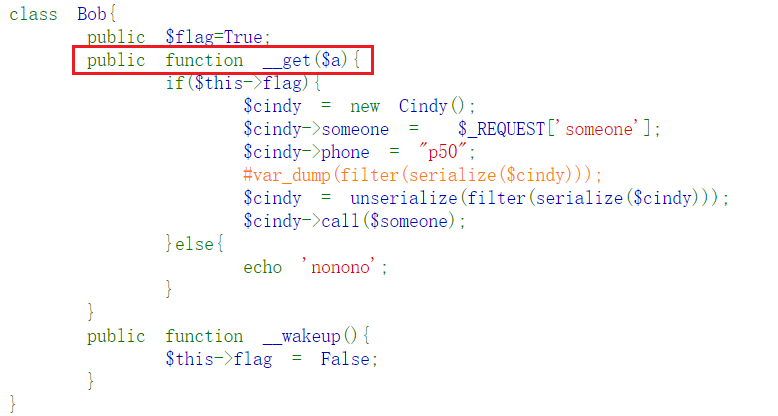 class Bob{
public $flag=True;
public function __get($a){
if($this->flag){
$cindy = new Cindy();
$cindy->someone = $_REQUEST['someone'];
$cindy->phone = "p50";
#var_dump(filter(serialize($cindy)));
$cindy = unserialize(filter(serialize($cindy)));
$cindy->call($someone);
}else{
echo 'nonono';
}
}
public function __wakeup(){
$this->flag = False;
}
}